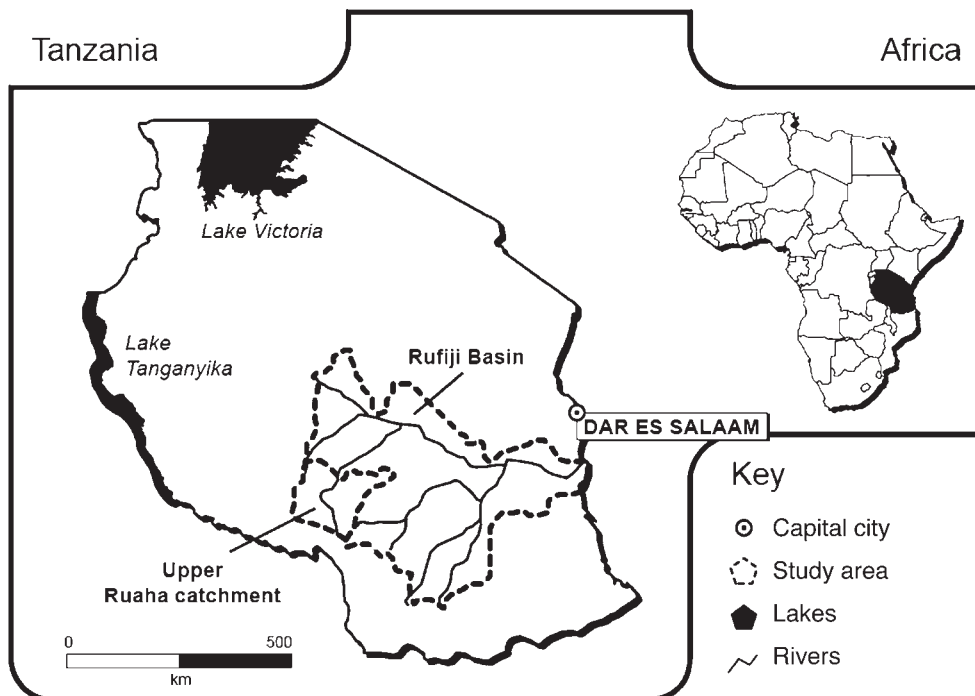 Tanzania
Africa
Lake Victoria
Lake
Tanganyika
Rufiji Basin
DAR ES SALAAM
Upper
Ruaha catchment
Key
Capital city
Study area
Lakes
Rivers
0 500
km